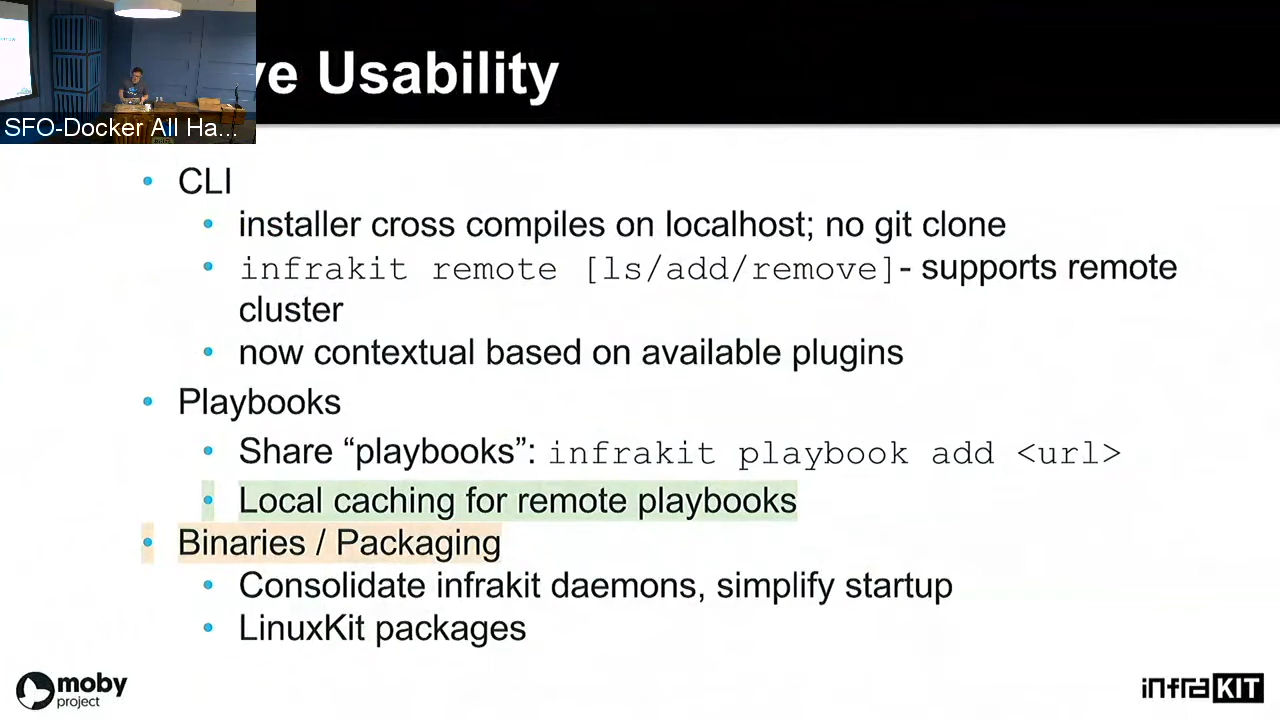 ve Usability
SFO-Docker All Ha...
• CLI
• installer cross compiles on localhost; no git clone
• infrakit remote [ls/add/remove]- supports remote
cluster
• now contextual based on available plugins
• Playbooks
• Share “playbooks”: infrakit playbook add <url>
• Local caching for remote playbooks
• Binaries / Packaging
• Consolidate infrakit daemons, simplify startup
• LinuxKit packages
moby
project
infraKIT